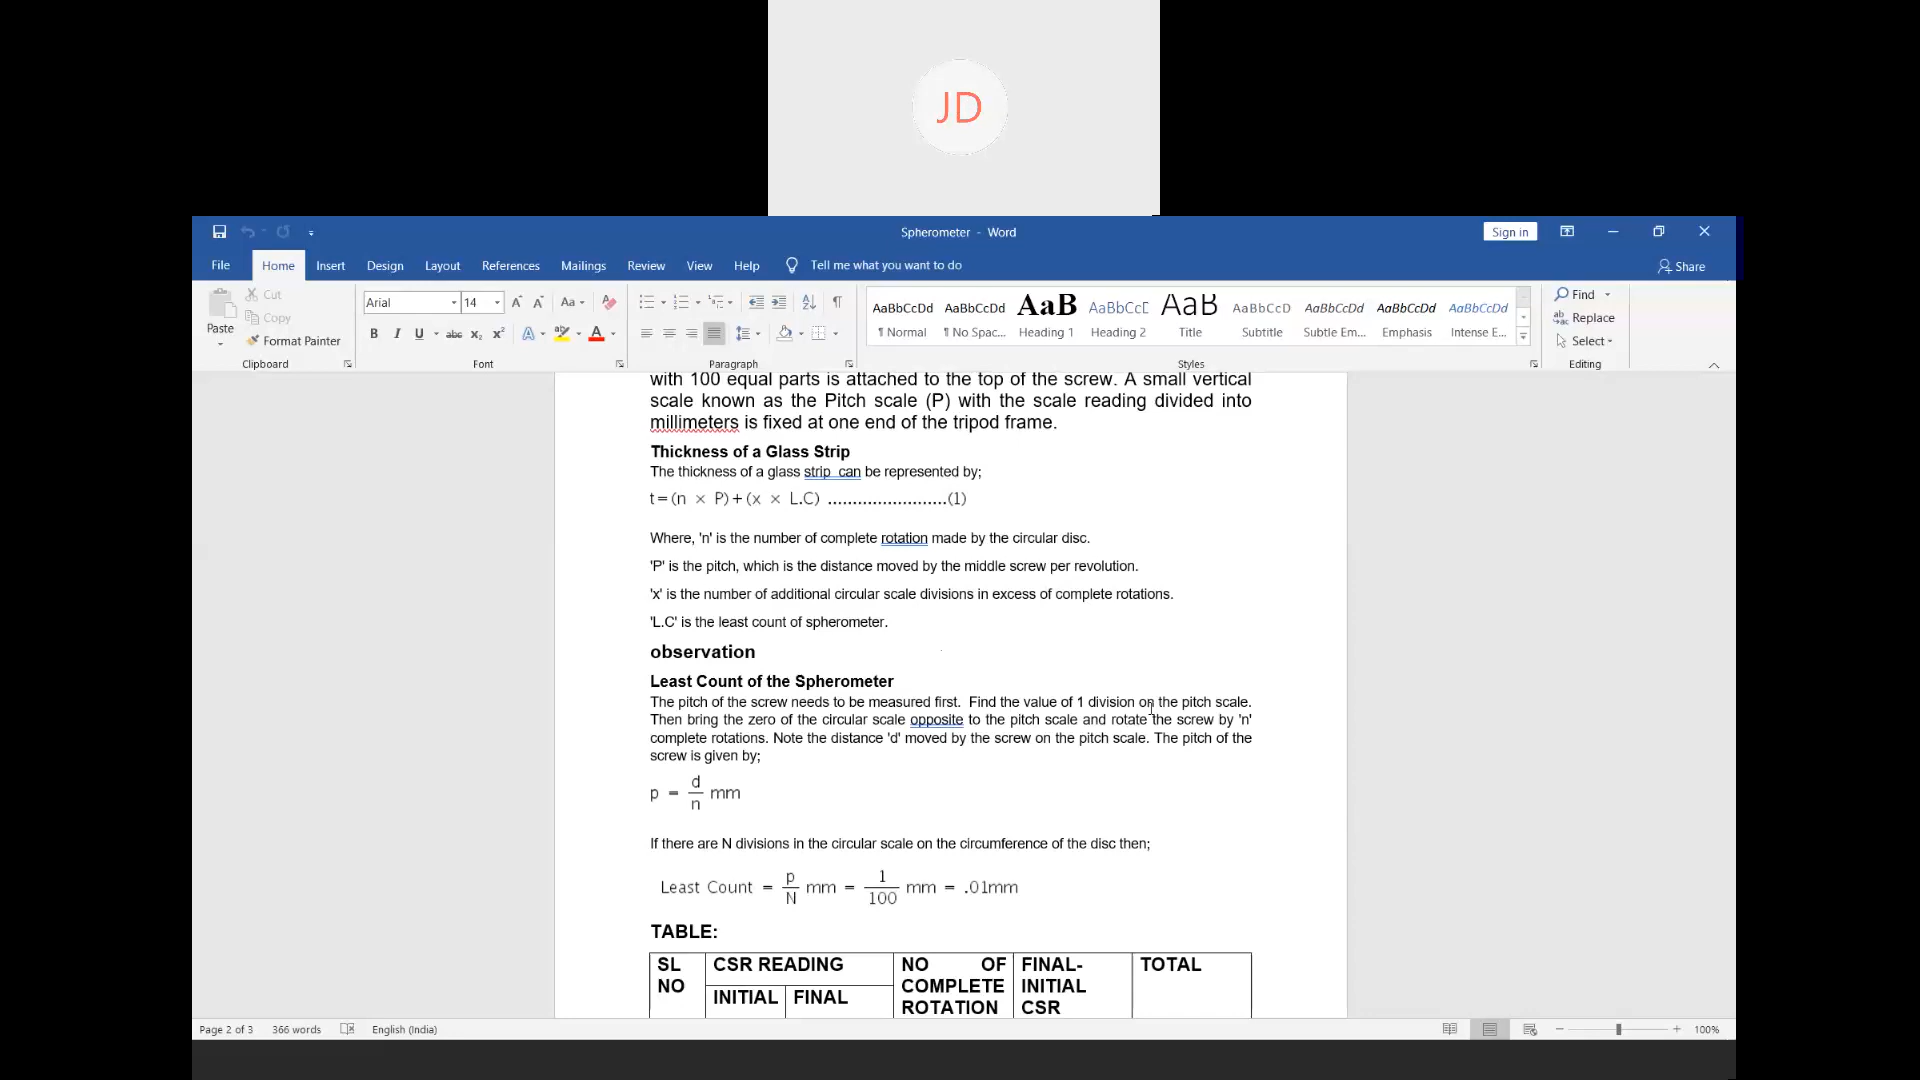 JD
Spherometer - Word
Sign in
File Home Insert Design Layout References Mailings Review View Help Tell me what you want to do Share
Paste
Cut
Copy
Format Painter
Clipboard
Arial 14
Font
Paragraph
AaBbCcDd AaBbCcDd AaB AaBbCcE AaB AaBbCcD AaBbCcDd AaBbCcDd AaBbCcDd
¶ Normal ¶ No Spac... Heading 1 Heading 2 Title Subtitle Subtle Em... Emphasis Intense E...
Styles
Find
Replace
Select
Editing
with 100 equal parts is attached to the top of the screw. A small vertical
scale known as the Pitch scale (P) with the scale reading divided into
millimeters is fixed at one end of the tripod frame.
Thickness of a Glass Strip
The thickness of a glass strip can be represented by;
t=(n × P)+(x × L.C) ........................(1)
Where, 'n' is the number of complete rotation made by the circular disc.
'P' is the pitch, which is the distance moved by the middle screw per revolution.
'x' is the number of additional circular scale divisions in excess of complete rotations.
'L.C' is the least count of spherometer.
observation
Least Count of the Spherometer
The pitch of the screw needs to be measured first. Find the value of 1 division on the pitch scale.
Then bring the zero of the circular scale opposite to the pitch scale and rotate the screw by 'n'
complete rotations. Note the distance 'd' moved by the screw on the pitch scale. The pitch of the
screw is given by;
p = d/n mm
If there are N divisions in the circular scale on the circumference of the disc then;
Least Count = p/N mm = 1/100 mm = .01mm
TABLE:
SL NO
CSR READING
INITIAL FINAL
NO OF COMPLETE ROTATION
FINAL-INITIAL CSR
TOTAL
Page 2 of 3 366 words English (India) 100%